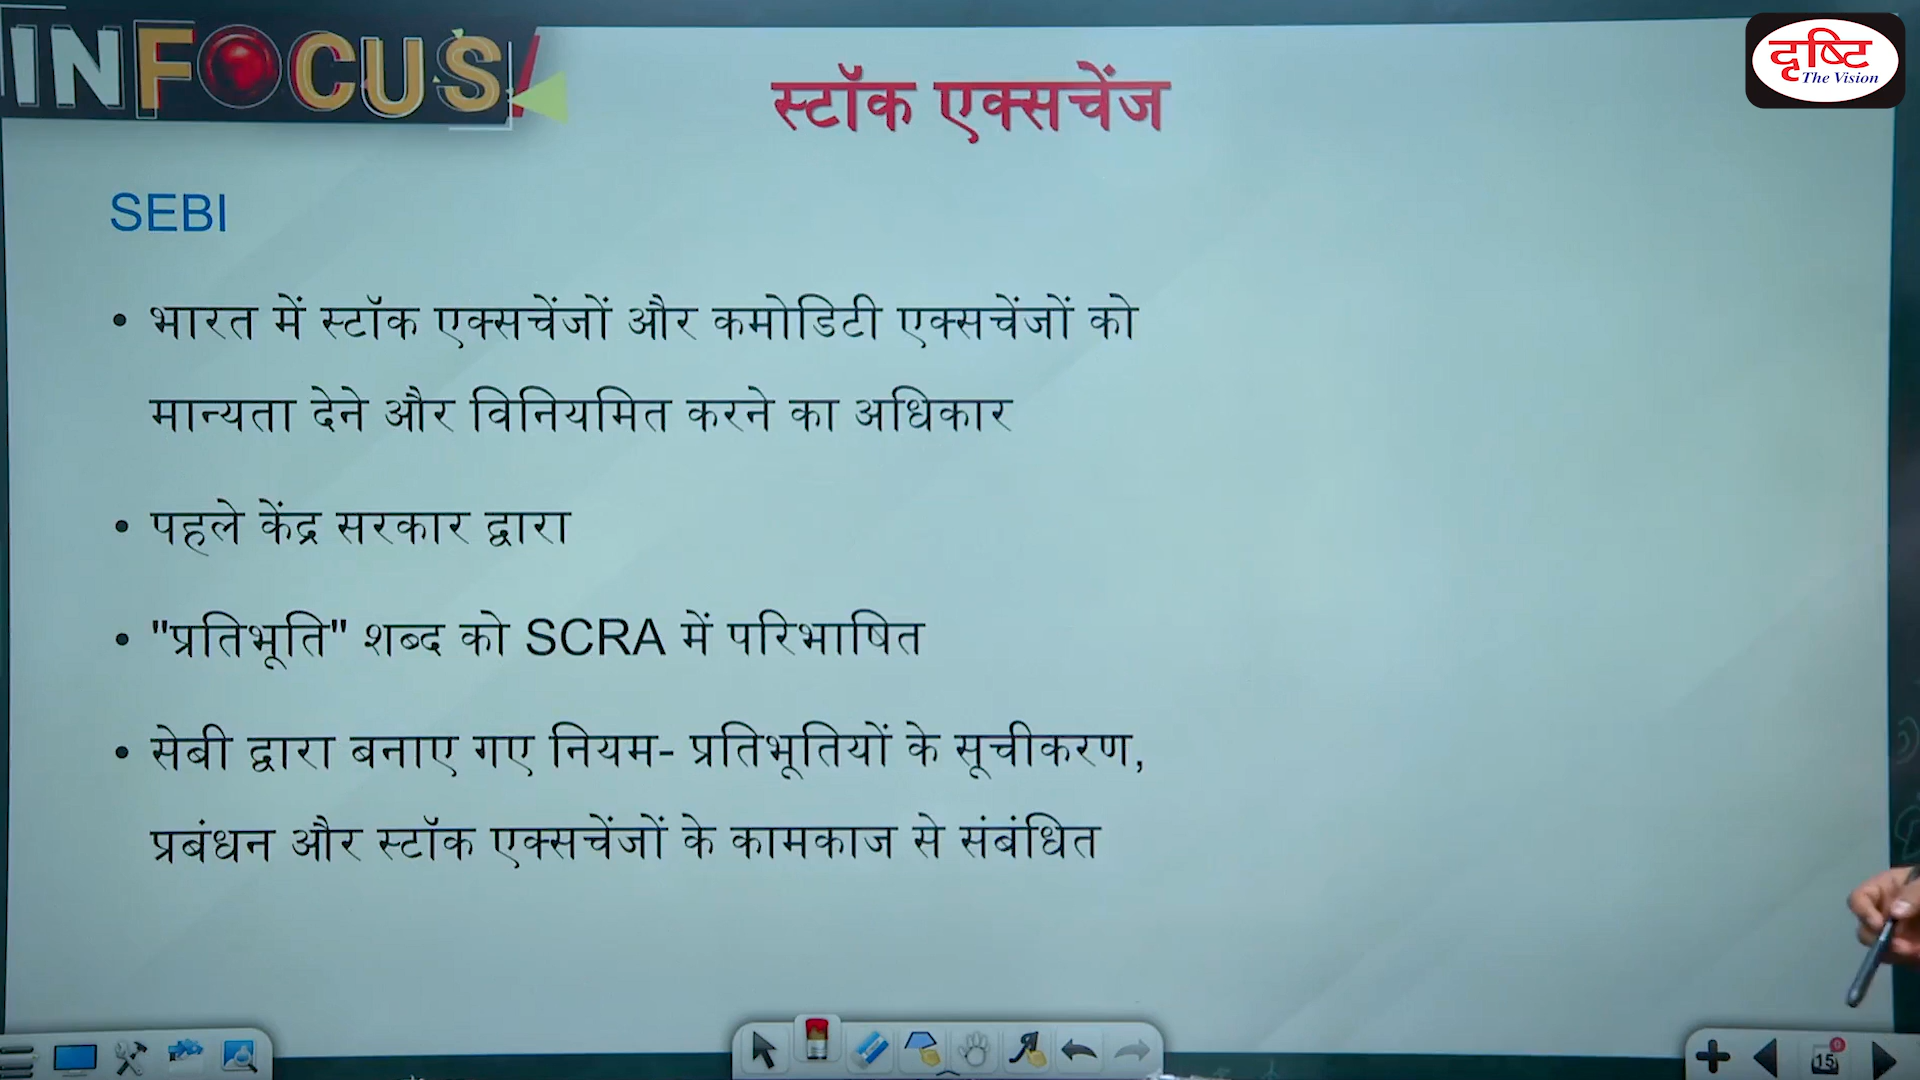 INFOCUS
स्टॉक एक्सचेंज
दृष्टि
The Vision
SEBI
• भारत में स्टॉक एक्सचेंजों और कमोडिटी एक्सचेंजों को
मान्यता देने और विनियमित करने का अधिकार
• पहले केंद्र सरकार द्वारा
• "प्रतिभूति" शब्द को SCRA में परिभाषित
• सेबी द्वारा बनाए गए नियम- प्रतिभूतियों के सूचीकरण,
प्रबंधन और स्टॉक एक्सचेंजों के कामकाज से संबंधित
15
0